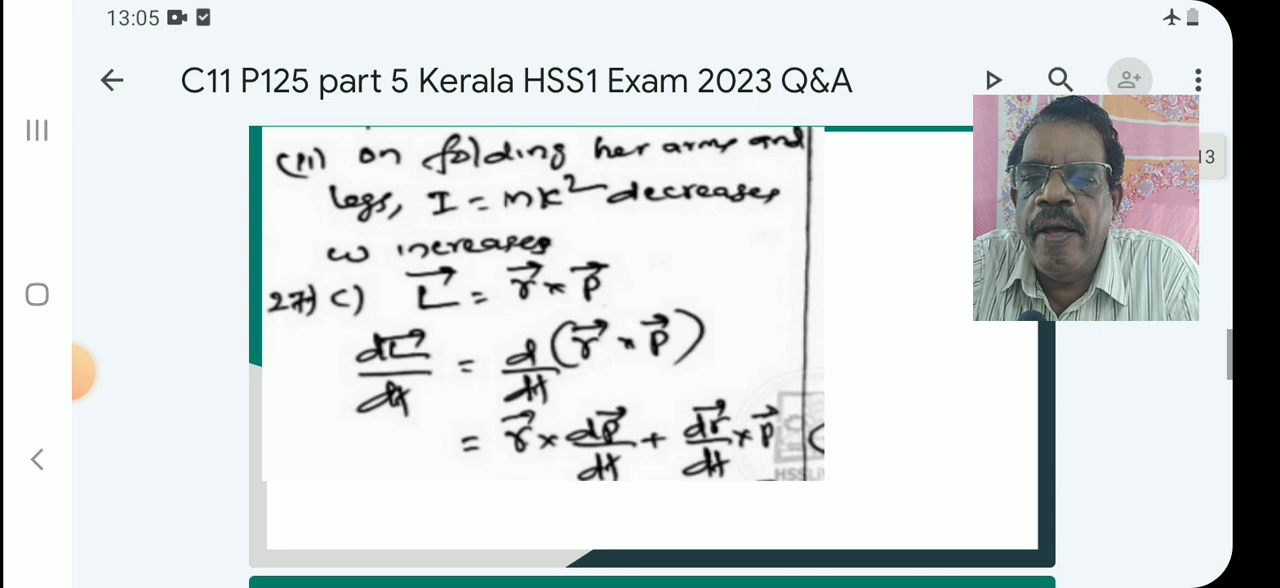 13:05
C11 P125 part 5 Kerala HSS1 Exam 2023 Q&A
13
(iii) on folding her arms and
legs, I = mk² decreases
ω increases
27) c) L⃗ = r⃗ × p⃗
dL⃗/dt = d/dt (r⃗ × p⃗)
= r⃗ × dp⃗/dt + dr⃗/dt × p⃗